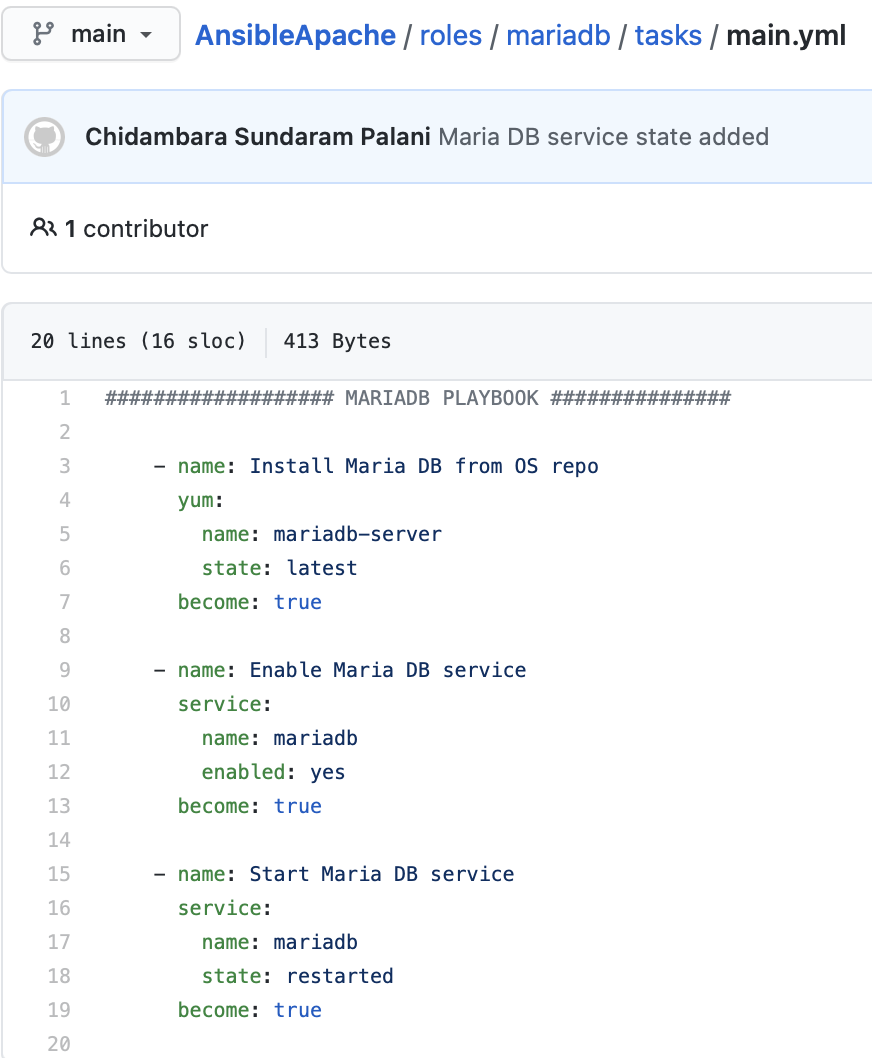 main AnsibleApache / roles / mariadb / tasks / main.yml
Chidambara Sundaram Palani Maria DB service state added
1 contributor
20 lines (16 sloc) 413 Bytes
1 ################### MARIADB PLAYBOOK ###############
2
3     - name: Install Maria DB from OS repo
4       yum:
5         name: mariadb-server
6         state: latest
7       become: true
8
9     - name: Enable Maria DB service
10       service:
11         name: mariadb
12         enabled: yes
13       become: true
14
15     - name: Start Maria DB service
16       service:
17         name: mariadb
18         state: restarted
19       become: true
20